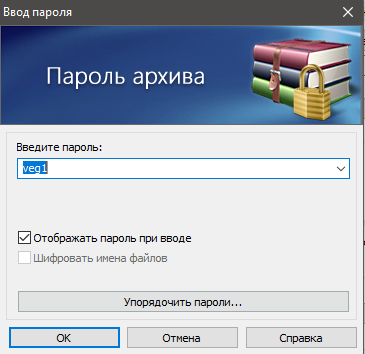 Ввод пароля
Пароль архива
Введите пароль:
veg1
Отображать пароль при вводе
Шифровать имена файлов
Упорядочить пароли...
OK
Отмена
Справка